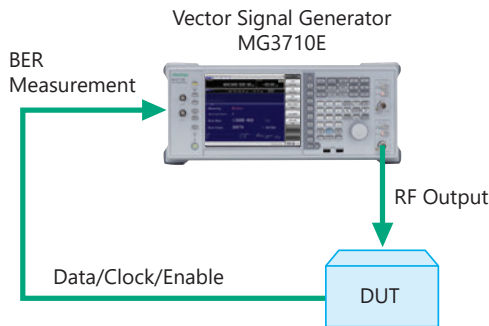 Vector Signal Generator
MG3710E
BER
Measurement
RF Output
Data/Clock/Enable
DUT